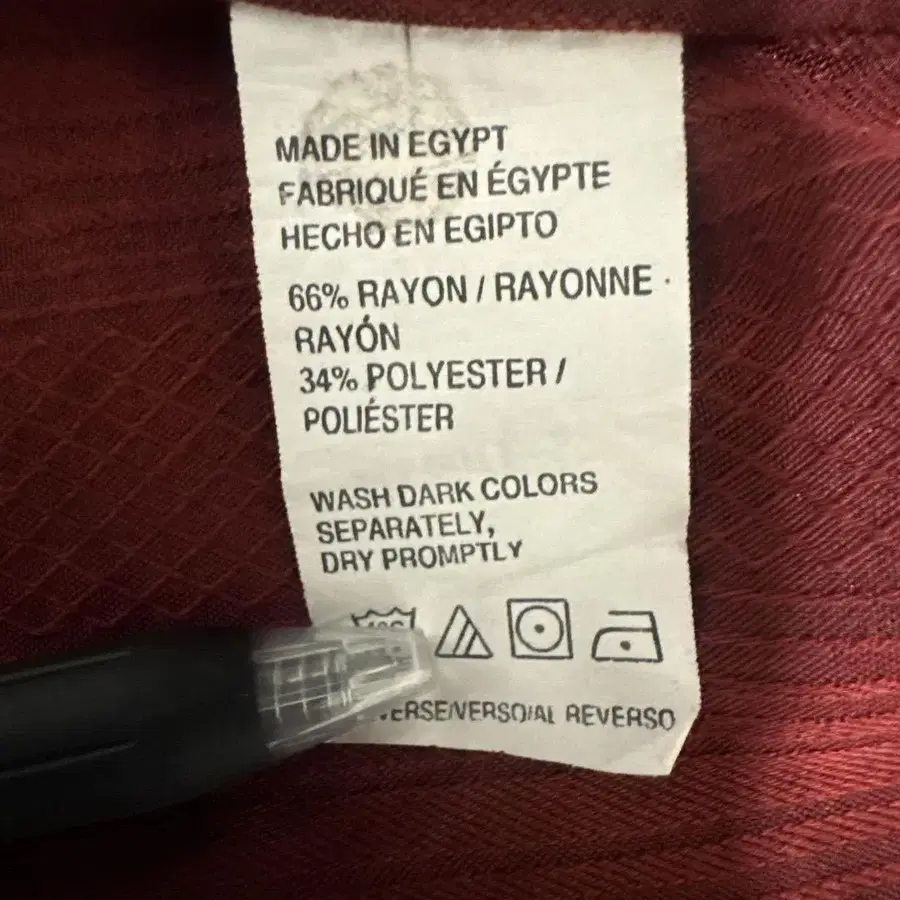 MADE IN EGYPT
FABRIQUÉ EN ÉGYPTE
HECHO EN EGIPTO
66% RAYON / RAYONNE ·
RAYÓN
34% POLYESTER /
POLIÉSTER
WASH DARK COLORS
SEPARATELY,
DRY PROMPTLY
/VERSO/AL REVERSO